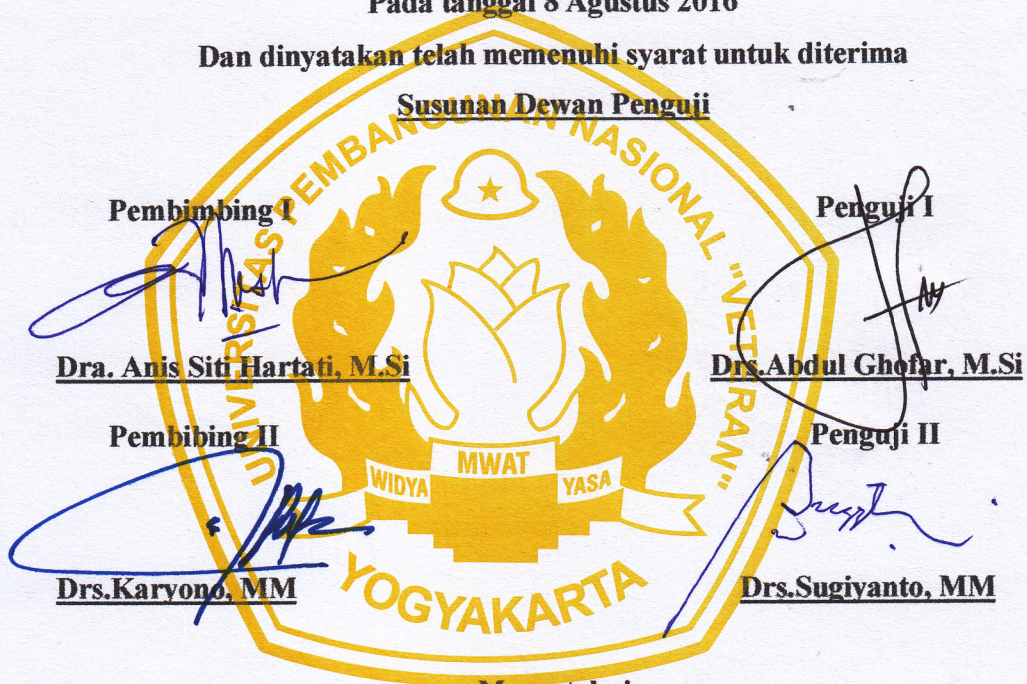 Pada tanggal 8 Agustus 2016
Dan dinyatakan telah memenuhi syarat untuk diterima
Susunan Dewan Penguji
UNIVERSITAS PEMBANGUNAN NASIONAL "VETERAN"
Pembimbing I
Penguji I
Dra. Anis Siti Hartati, M.Si
Drs.Abdul Ghofar, M.Si
Pembibing II
Penguji II
WIDYA MWAT YASA
Drs.Karyono, MM
Drs.Sugiyanto, MM
YOGYAKARTA